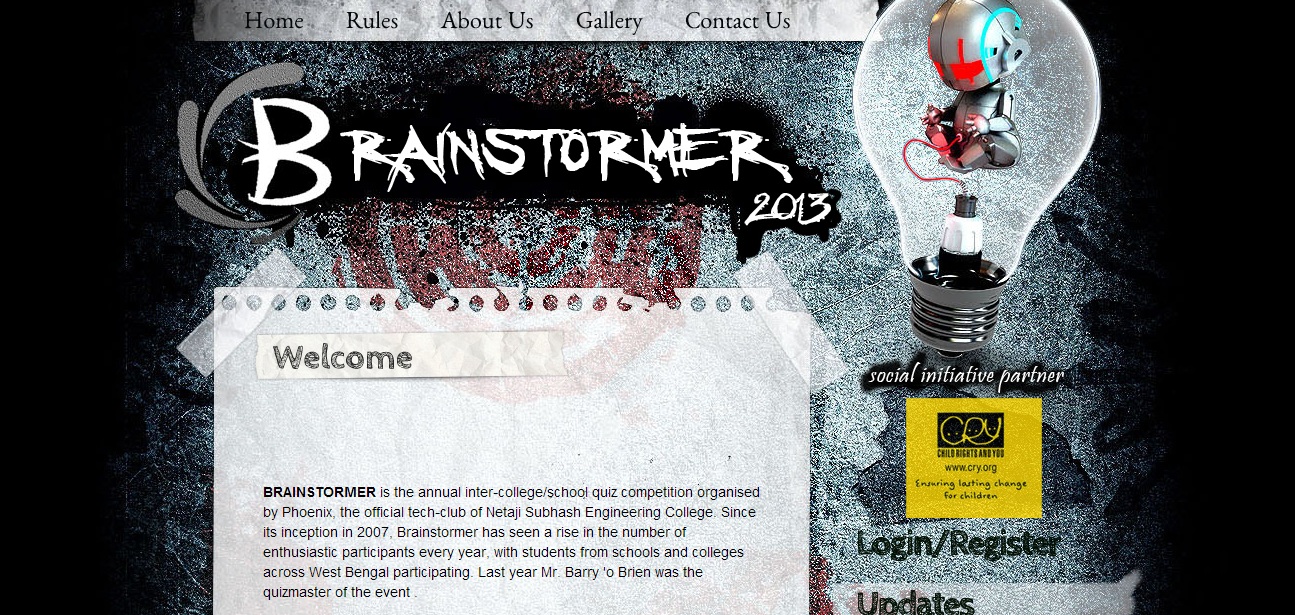 Home Rules About Us Gallery Contact Us
BRAINSTORMER
2013
Welcome
BRAINSTORMER is the annual inter-college/school quiz competition organised
by Phoenix, the official tech-club of Netaji Subhash Engineering College. Since
its inception in 2007, Brainstormer has seen a rise in the number of
enthusiastic participants every year, with students from schools and colleges
across West Bengal participating. Last year Mr. Barry 'o Brien was the
quizmaster of the event .
social initiative partner
CRY
CHILD RIGHTS AND YOU
www.cry.org
Ensuring lasting change
for children
Login/Register
Updates